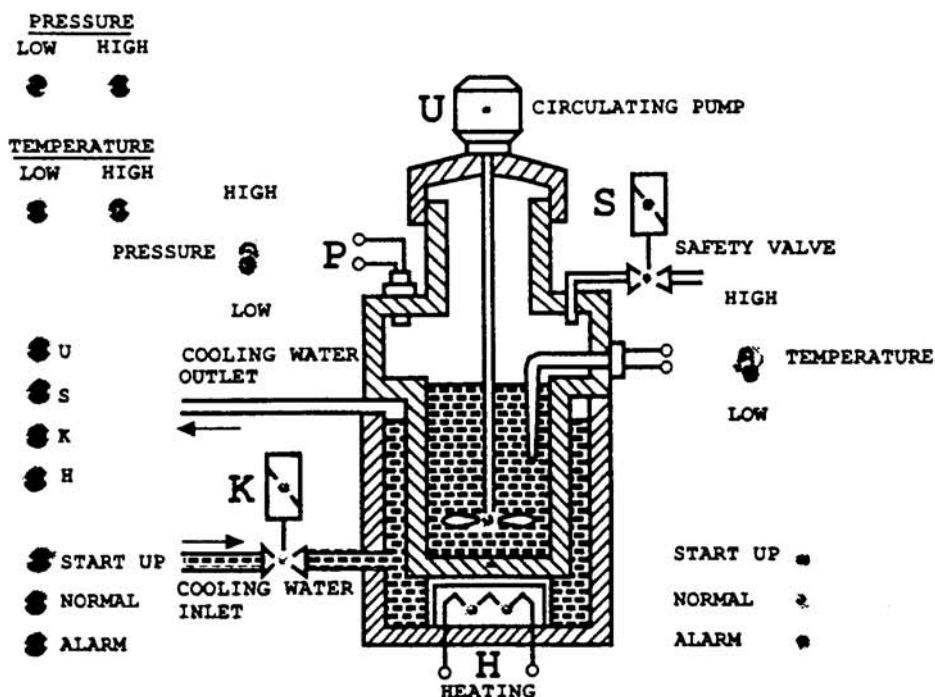 PRESSURE
LOW HIGH
U CIRCULATING PUMP
TEMPERATURE
LOW HIGH
HIGH
S
PRESSURE
P
SAFETY VALVE
LOW
HIGH
U
COOLING WATER
OUTLET
TEMPERATURE
S
LOW
K
H
K
START UP
COOLING WATER
INLET
START UP
NORMAL
NORMAL
ALARM
ALARM
H
HEATING